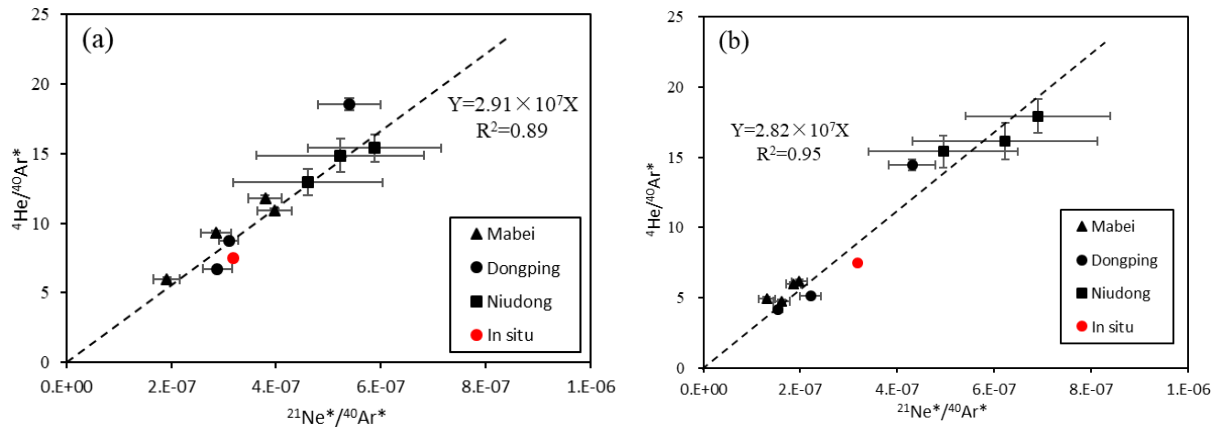 (a)
25
20
15
10
5
0
⁴He/⁴⁰Ar*
Y=2.91×10⁷X
R²=0.89
Mabei
Dongping
Niudong
In situ
0.E+00 2.E-07 4.E-07 6.E-07 8.E-07 1.E-06
²¹Ne*/⁴⁰Ar*
(b)
25
20
15
10
5
0
⁴He/⁴⁰Ar*
Y=2.82×10⁷X
R²=0.95
Mabei
Dongping
Niudong
In situ
0.E+00 2.E-07 4.E-07 6.E-07 8.E-07 1.E-06
²¹Ne*/⁴⁰Ar*